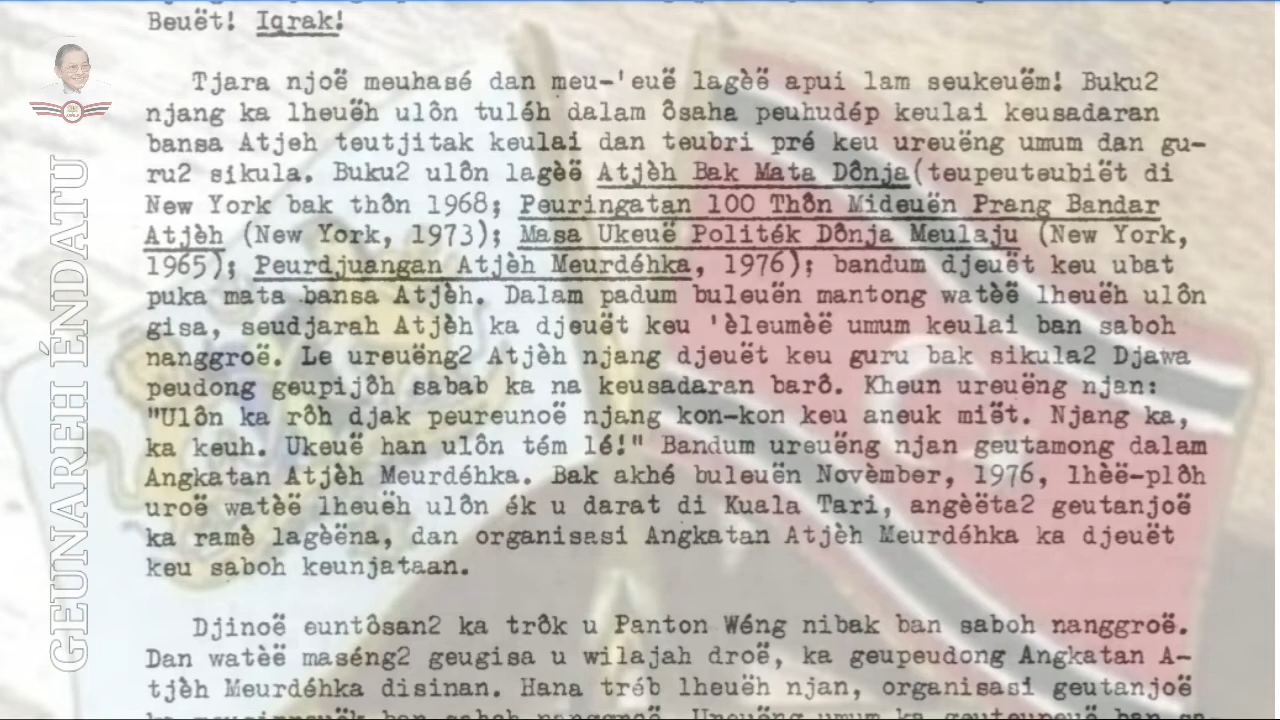 Beuët! Iqrak!
Tjara njoë meuhasé dan meu-'euë lagèë apui lam seukeuëm! Buku2
njang ka lheuëh ulôn tuléh dalam ôsaha peuhudép keulai keusadaran
bansa Atjeh teutjitak keulai dan teubri pré keu ureuëng umum dan gu-
ru2 sikula. Buku2 ulôn lagèë Atjèh Bak Mata Dônja(teupeuteubiët di
New York bak thôn 1968; Peuringatan 100 Thôn Mideuën Prang Bandar
Atjèh (New York, 1973); Masa Ukeuë Politék Dônja Meulaju (New York,
1965); Peurdjuangan Atjèh Meurdéhka, 1976); bandum djeuët keu ubat
puka mata bansa Atjèh. Dalam padum buleuën mantong watèë lheuëh ulôn
gisa, seudjarah Atjèh ka djeuët keu 'èleumèë umum keulai ban saboh
nanggroë. Le ureuëng2 Atjèh njang djeuët keu guru bak sikula2 Djawa
peudong geupijôh sabab ka na keusadaran barô. Kheun ureuëng njan:
"Ulôn ka rôh djak peureunoë njang kon-kon keu aneuk miët. Njang ka,
ka keuh. Ukeuë han ulôn tém lé!" Bandum ureuëng njan geutamong dalam
Angkatan Atjèh Meurdéhka. Bak akhé buleuën Novèmber, 1976, lhèë-plôh
uroë watèë lheuëh ulôn ék u darat di Kuala Tari, angèëta2 geutanjoë
ka ramè lagèëna, dan organisasi Angkatan Atjèh Meurdéhka ka djeuët
keu saboh keunjataan.
Djinoë euntôsan2 ka trôk u Panton Wéng nibak ban saboh nanggroë.
Dan watèë maséng2 geugisa u wilajah droë, ka geupeudong Angkatan A-
tjèh Meurdéhka disinan. Hana tréb lheuëh njan, organisasi geutanjoë
GEUNAREH ÉNDATU